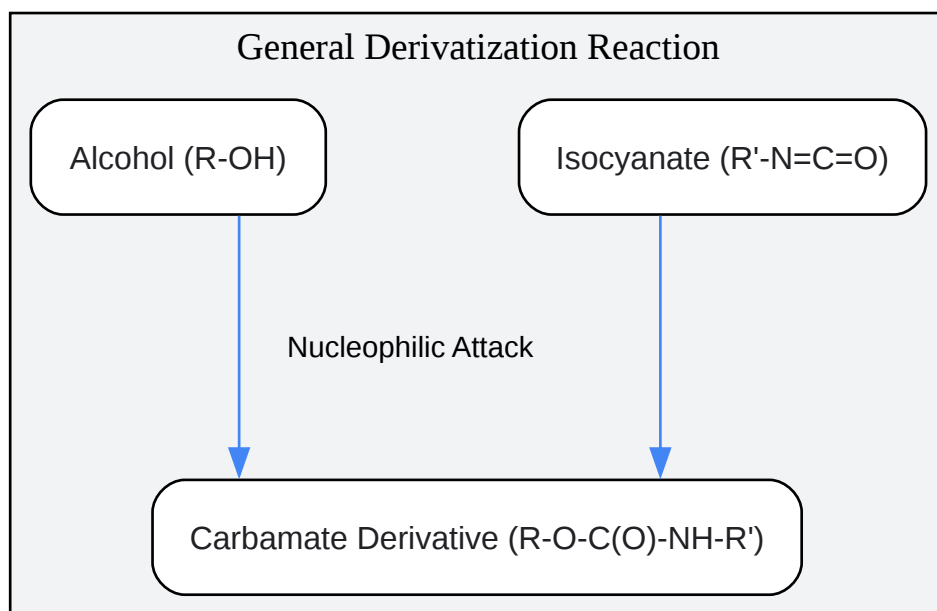 General Derivatization Reaction
Alcohol (R-OH)
Isocyanate (R'-N=C=O)
Nucleophilic Attack
Carbamate Derivative (R-O-C(O)-NH-R')